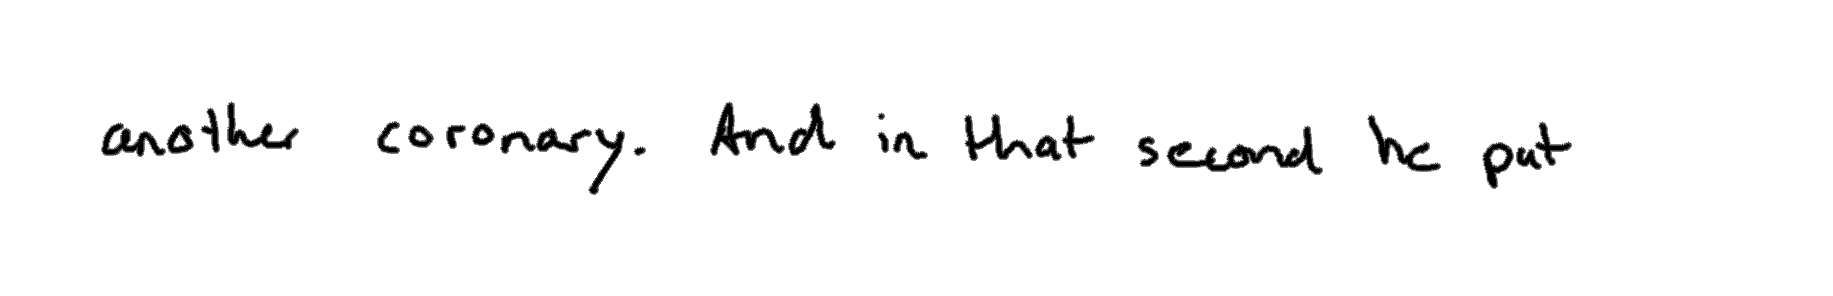 another coronary. And in that second he put